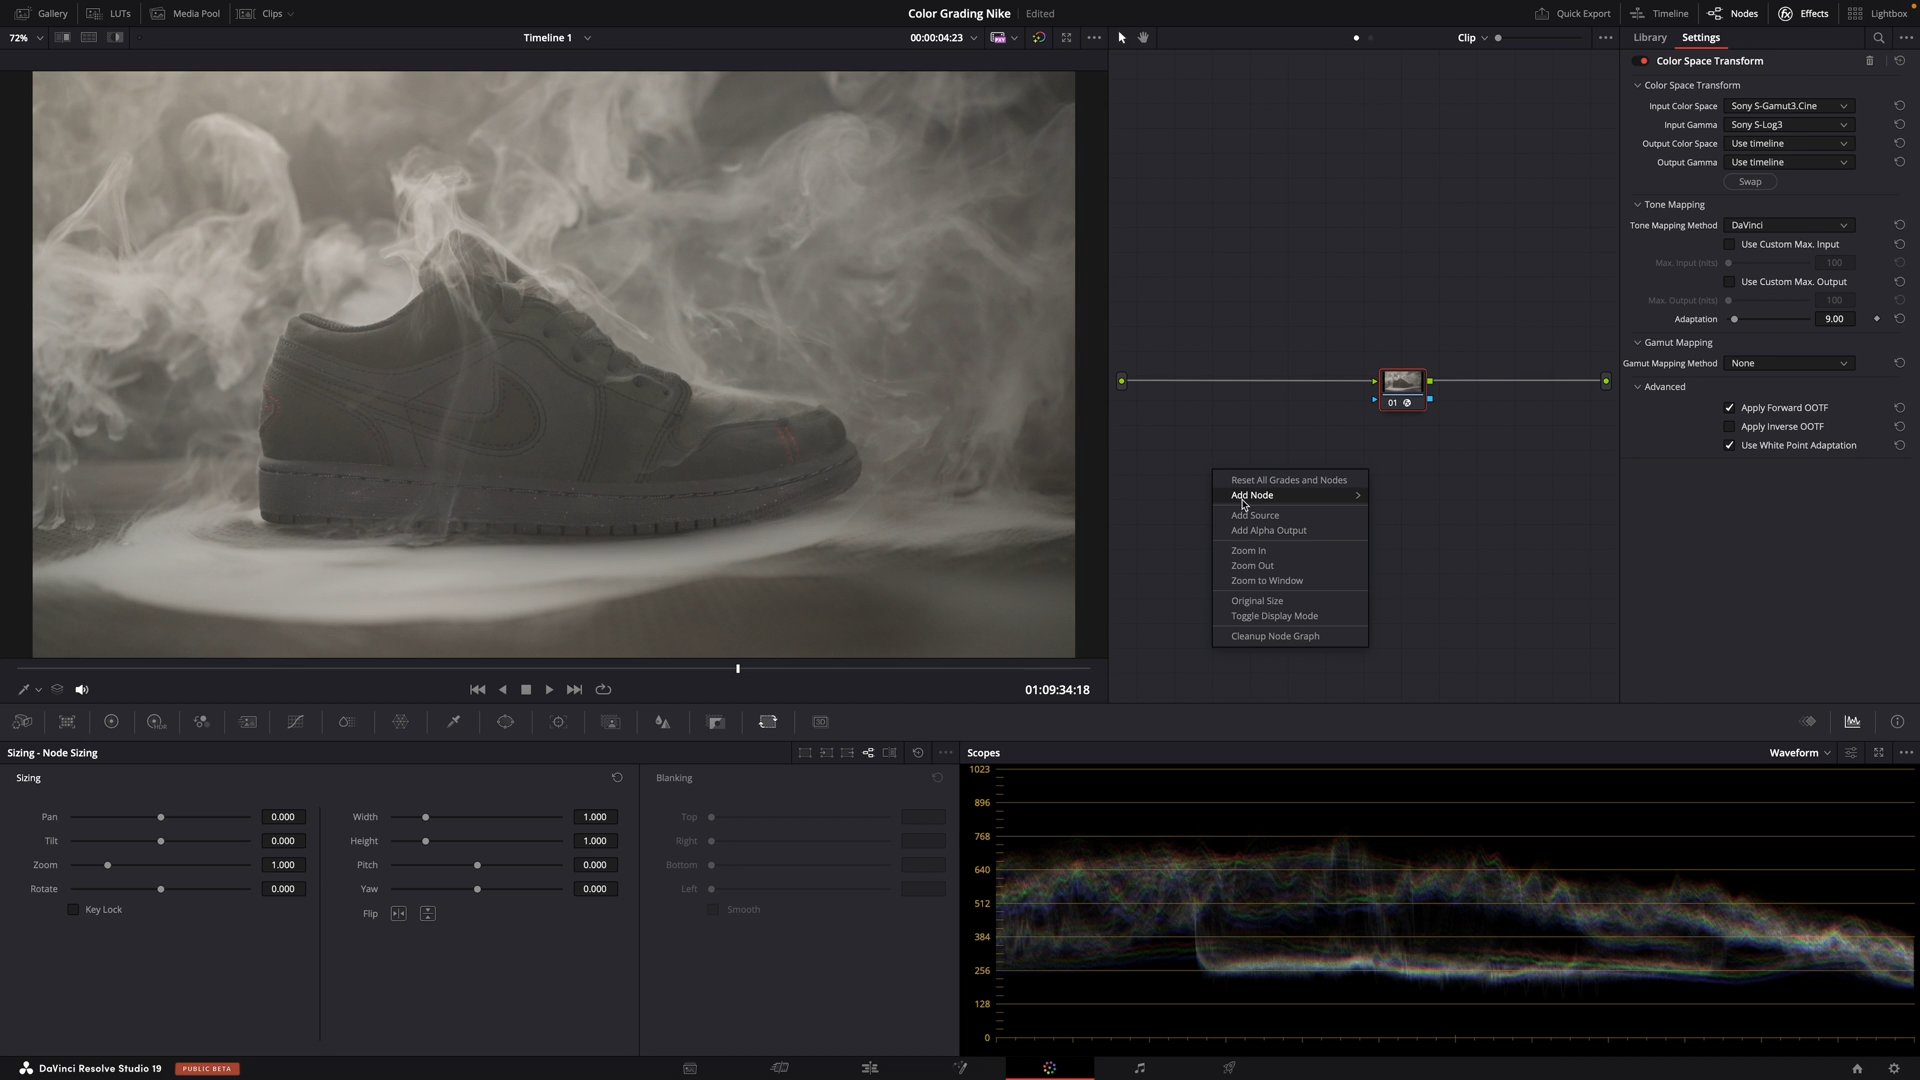 Gallery LUTs Media Pool Clips Color Grading Nike Edited Quick Export Timeline Nodes Effects Lightbox
72% Timeline 1 00:00:04:23 Clip Library Settings
Color Space Transform
Color Space Transform
Input Color Space Sony S-Gamut3.Cine
Input Gamma Sony S-Log3
Output Color Space Use timeline
Output Gamma Use timeline
Swap
Tone Mapping
Tone Mapping Method DaVinci
Use Custom Max. Input
Max. Input (nits) 100
Use Custom Max. Output
Max. Output (nits) 100
Adaptation 9.00
Gamut Mapping
Gamut Mapping Method None
Advanced
Apply Forward OOTF
Apply Inverse OOTF
Use White Point Adaptation
01
Reset All Grades and Nodes
Add Node
Add Source
Add Alpha Output
Zoom In
Zoom Out
Zoom to Window
Original Size
Toggle Display Mode
Cleanup Node Graph
01:09:34:18
HDR
3D
Sizing - Node Sizing
Sizing
Pan 0.000
Tilt 0.000
Zoom 1.000
Rotate 0.000
Key Lock
Width 1.000
Height 1.000
Pitch 0.000
Yaw 0.000
Flip
Blanking
Top
Right
Bottom
Left
Smooth
Scopes Waveform
1023
896
768
640
512
384
256
128
0
DaVinci Resolve Studio 19 PUBLIC BETA